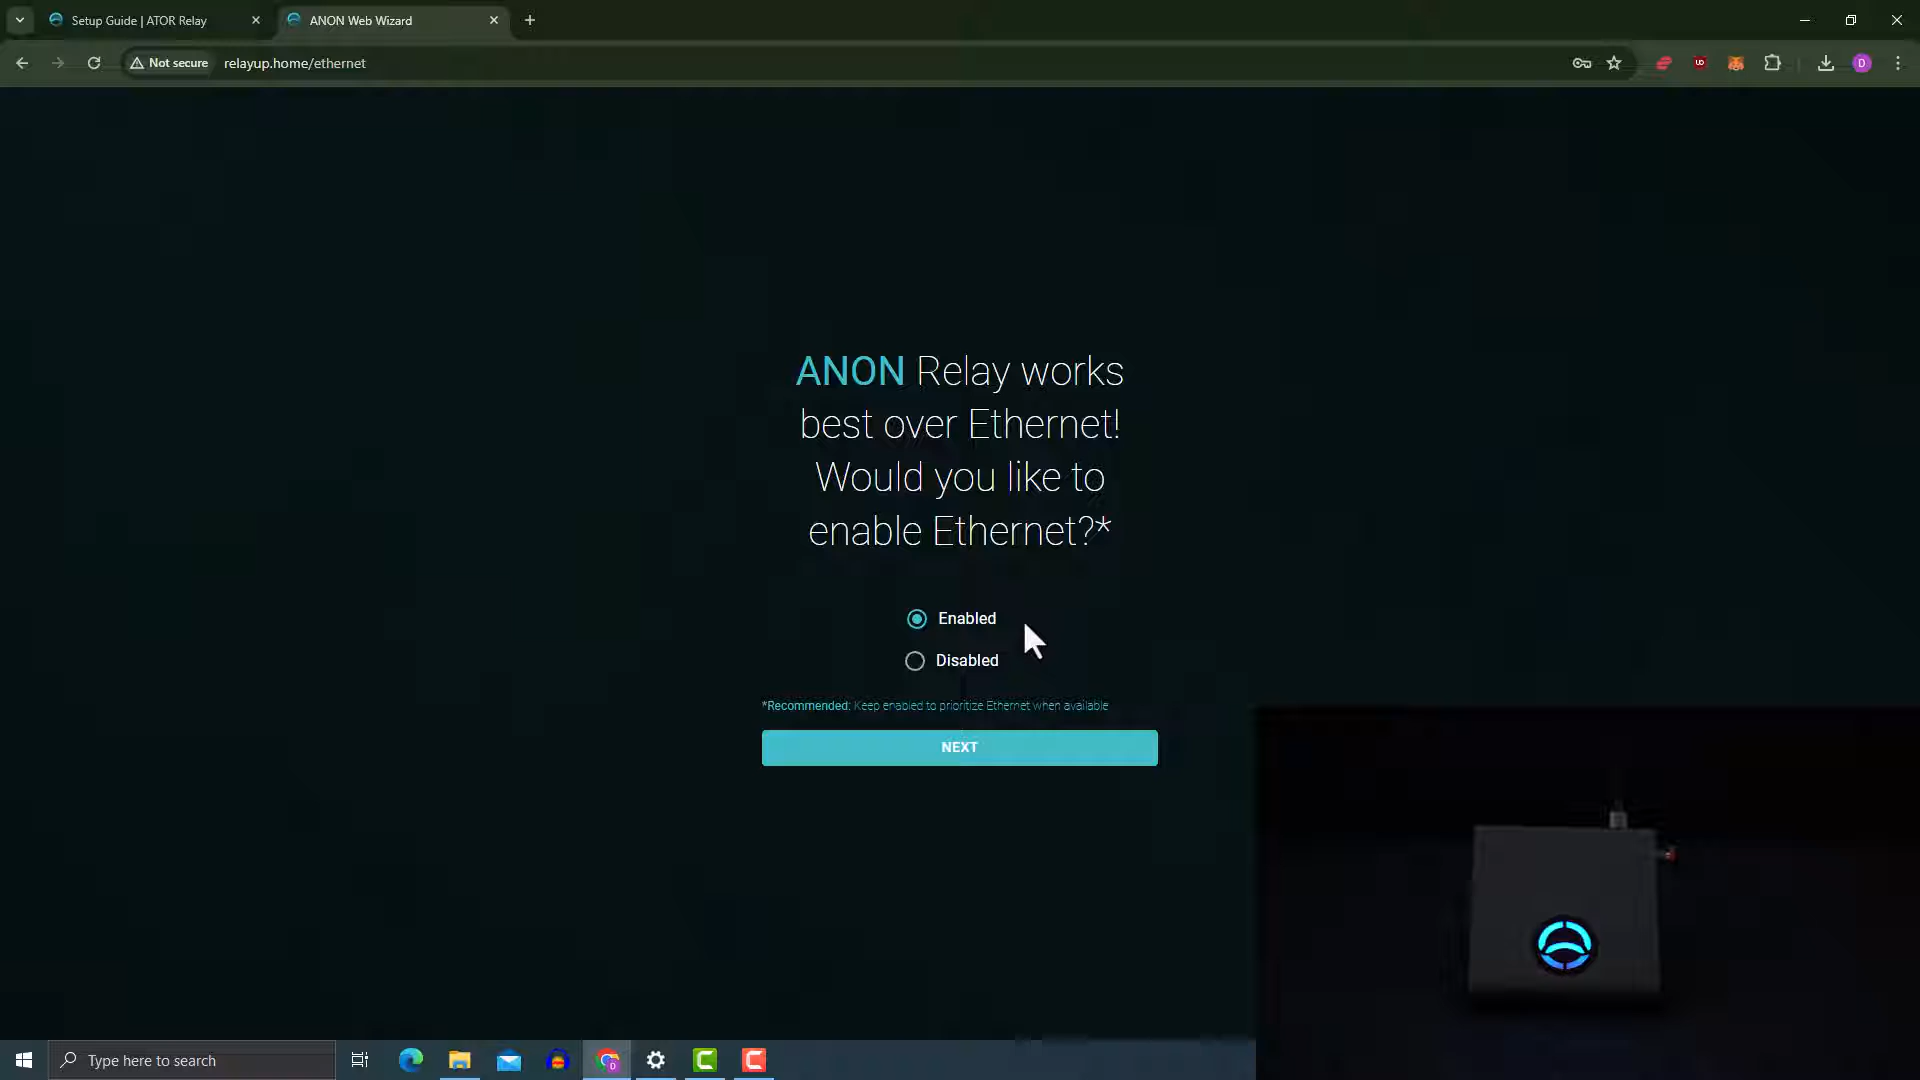 Setup Guide | ATOR Relay
ANON Web Wizard
Not secure
relayup.home/ethernet
UD
D
ANON Relay works
best over Ethernet!
Would you like to
enable Ethernet?*
Enabled
Disabled
*Recommended: Keep enabled to prioritize Ethernet when available
NEXT
Type here to search
D